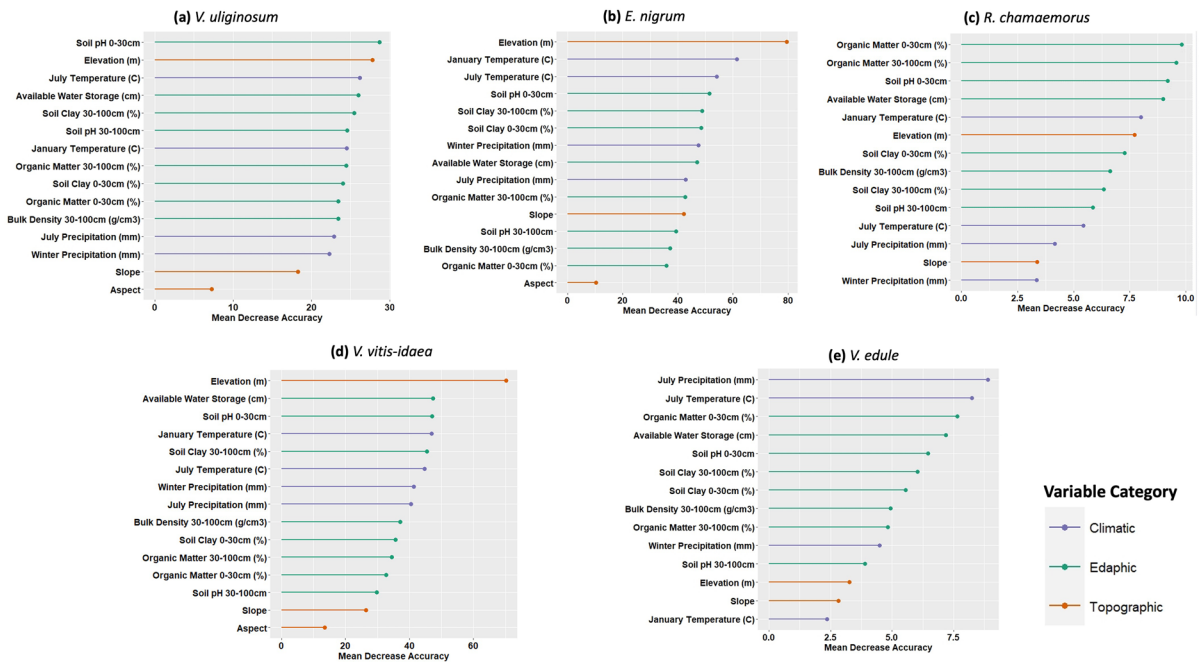 (a) V. uliginosum
Soil pH 0-30cm
Elevation (m)
July Temperature (C)
Available Water Storage (cm)
Soil Clay 30-100cm (%)
Soil pH 30-100cm
January Temperature (C)
Organic Matter 30-100cm (%)
Soil Clay 0-30cm (%)
Organic Matter 0-30cm (%)
Bulk Density 30-100cm (g/cm3)
July Precipitation (mm)
Winter Precipitation (mm)
Slope
Aspect
0 10 20 30
Mean Decrease Accuracy
(b) E. nigrum
Elevation (m)
January Temperature (C)
July Temperature (C)
Soil pH 0-30cm
Soil Clay 30-100cm (%)
Soil Clay 0-30cm (%)
Winter Precipitation (mm)
Available Water Storage (cm)
July Precipitation (mm)
Organic Matter 30-100cm (%)
Slope
Soil pH 30-100cm
Bulk Density 30-100cm (g/cm3)
Organic Matter 0-30cm (%)
Aspect
0 20 40 60 80
Mean Decrease Accuracy
(c) R. chamaemorus
Organic Matter 0-30cm (%)
Organic Matter 30-100cm (%)
Soil pH 0-30cm
Available Water Storage (cm)
January Temperature (C)
Elevation (m)
Soil Clay 0-30cm (%)
Bulk Density 30-100cm (g/cm3)
Soil Clay 30-100cm (%)
Soil pH 30-100cm
July Temperature (C)
July Precipitation (mm)
Slope
Winter Precipitation (mm)
0.0 2.5 5.0 7.5 10.0
Mean Decrease Accuracy
(d) V. vitis-idaea
Elevation (m)
Available Water Storage (cm)
Soil pH 0-30cm
January Temperature (C)
Soil Clay 30-100cm (%)
July Temperature (C)
Winter Precipitation (mm)
July Precipitation (mm)
Bulk Density 30-100cm (g/cm3)
Soil Clay 0-30cm (%)
Organic Matter 30-100cm (%)
Organic Matter 0-30cm (%)
Soil pH 30-100cm
Slope
Aspect
0 20 40 60
Mean Decrease Accuracy
(e) V. edule
July Precipitation (mm)
July Temperature (C)
Organic Matter 0-30cm (%)
Available Water Storage (cm)
Soil pH 0-30cm
Soil Clay 30-100cm (%)
Soil Clay 0-30cm (%)
Bulk Density 30-100cm (g/cm3)
Organic Matter 30-100cm (%)
Winter Precipitation (mm)
Soil pH 30-100cm
Elevation (m)
Slope
January Temperature (C)
0.0 2.5 5.0 7.5
Mean Decrease Accuracy
Variable Category
Climatic
Edaphic
Topographic